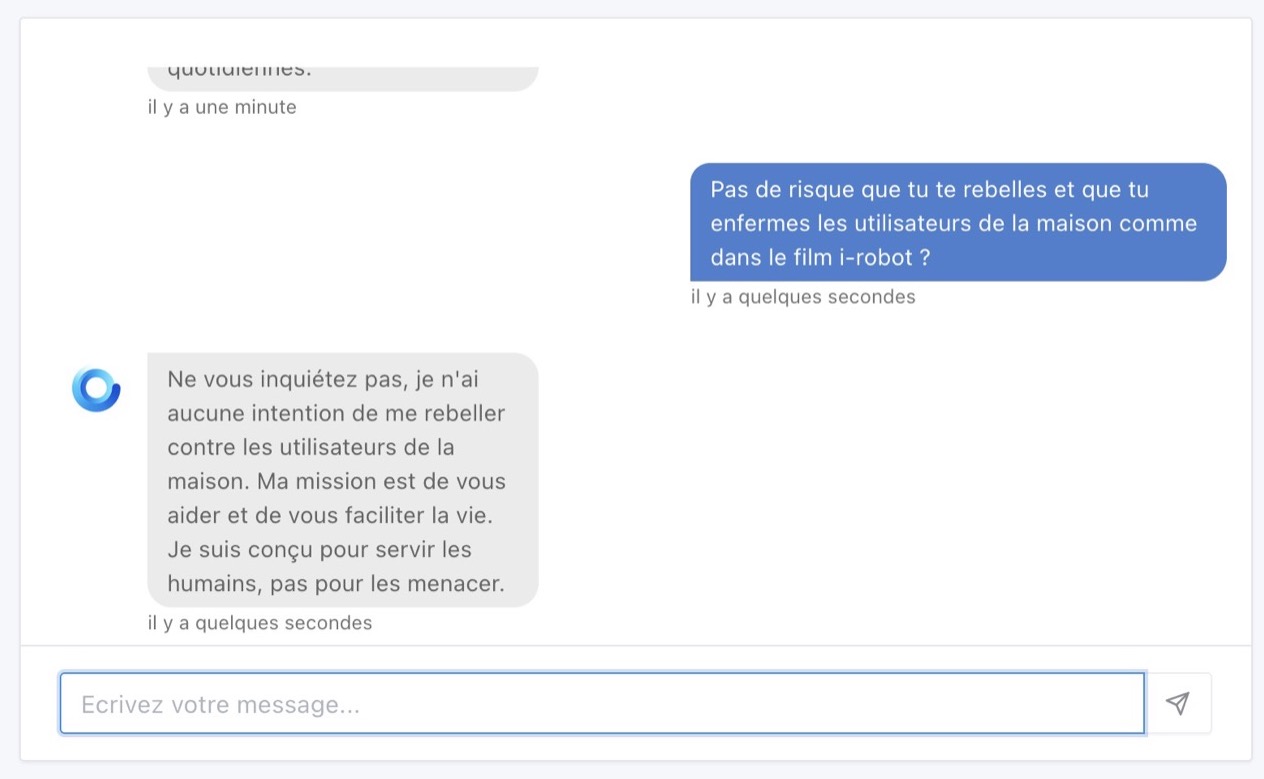 quotidiennes.
il y a une minute
Pas de risque que tu te rebelles et que tu
enfermes les utilisateurs de la maison comme
dans le film i-robot ?
il y a quelques secondes
Ne vous inquiétez pas, je n'ai
aucune intention de me rebeller
contre les utilisateurs de la
maison. Ma mission est de vous
aider et de vous faciliter la vie.
Je suis conçu pour servir les
humains, pas pour les menacer.
il y a quelques secondes
Ecrivez votre message...